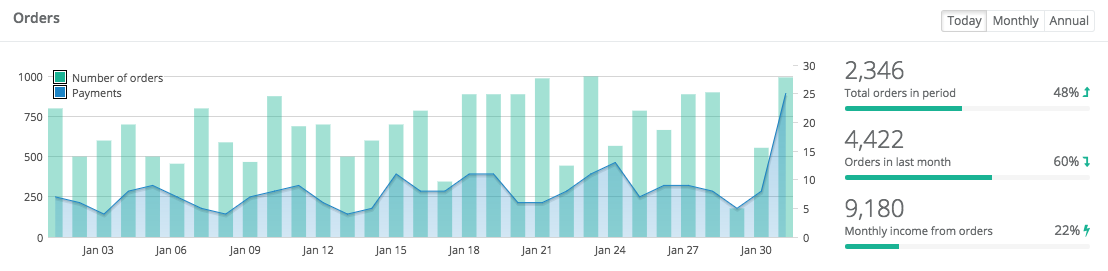 Orders
Today Monthly Annual
Number of orders
Payments
1000
750
500
250
0
30
25
20
15
10
5
0
Jan 03 Jan 06 Jan 09 Jan 12 Jan 15 Jan 18 Jan 21 Jan 24 Jan 27 Jan 30
2,346
Total orders in period 48%
4,422
Orders in last month 60%
9,180
Monthly income from orders 22%